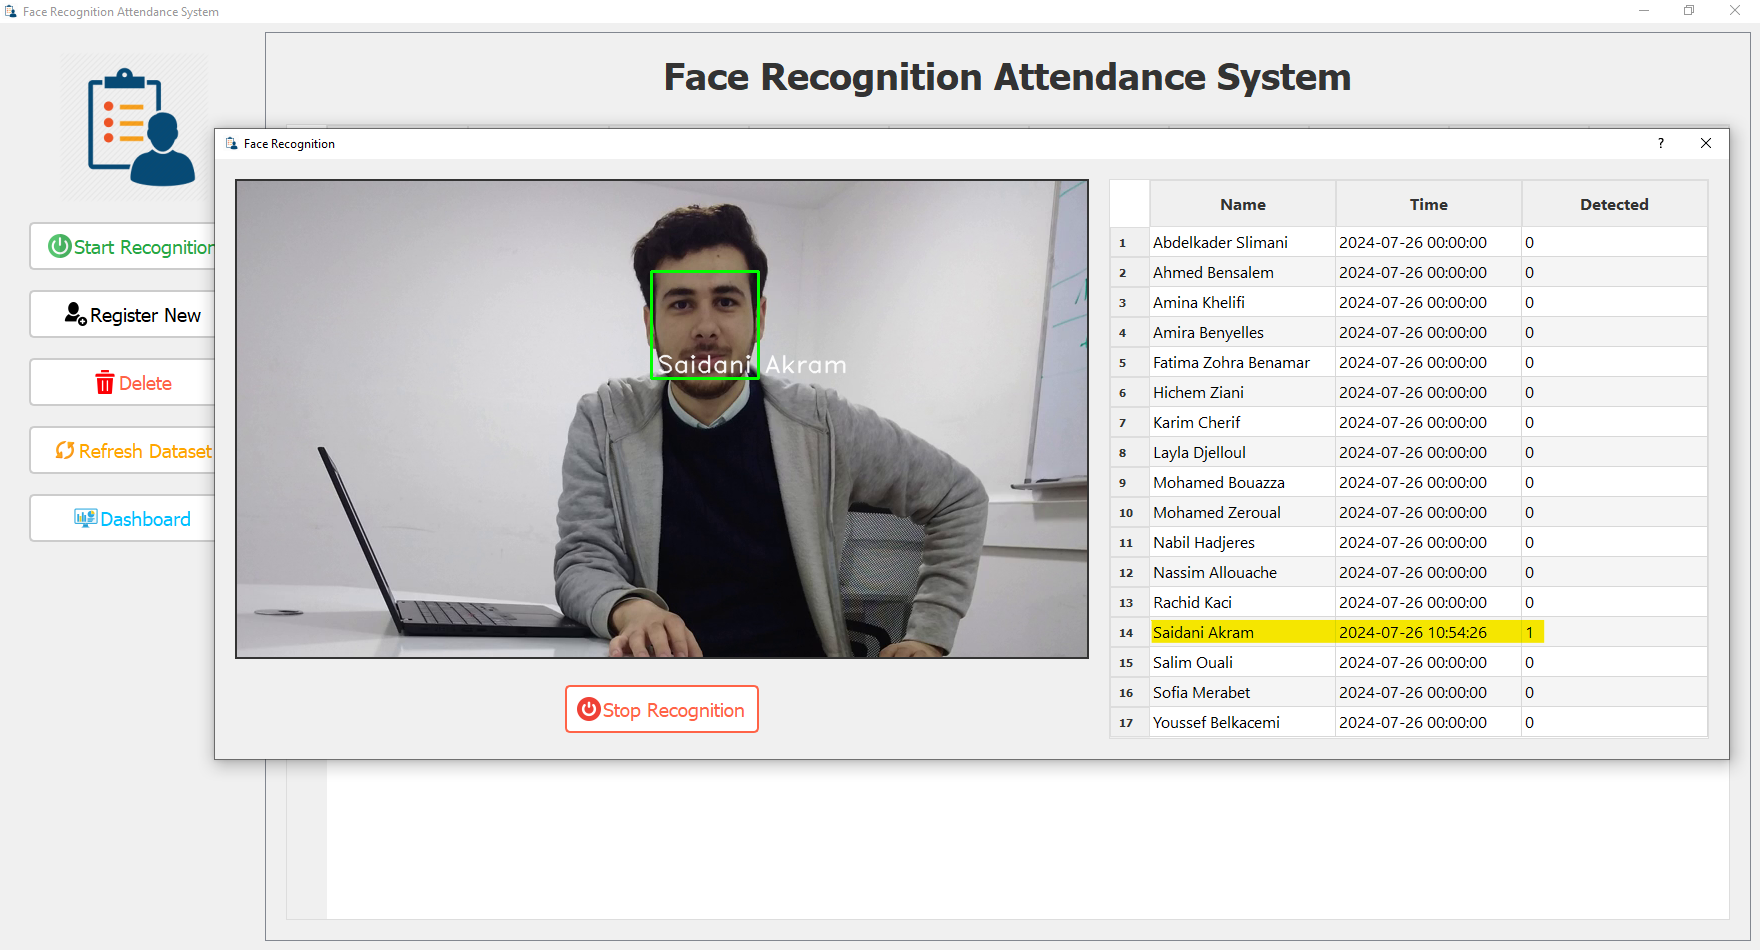 Face Recognition Attendance System
Face Recognition Attendance System
Start Recognition
Register New
Delete
Refresh Dataset
Dashboard
Face Recognition
?
Saidani Akram
Stop Recognition
Name Time Detected
1 Abdelkader Slimani 2024-07-26 00:00:00 0
2 Ahmed Bensalem 2024-07-26 00:00:00 0
3 Amina Khelifi 2024-07-26 00:00:00 0
4 Amira Benyelles 2024-07-26 00:00:00 0
5 Fatima Zohra Benamar 2024-07-26 00:00:00 0
6 Hichem Ziani 2024-07-26 00:00:00 0
7 Karim Cherif 2024-07-26 00:00:00 0
8 Layla Djelloul 2024-07-26 00:00:00 0
9 Mohamed Bouazza 2024-07-26 00:00:00 0
10 Mohamed Zeroual 2024-07-26 00:00:00 0
11 Nabil Hadjeres 2024-07-26 00:00:00 0
12 Nassim Allouache 2024-07-26 00:00:00 0
13 Rachid Kaci 2024-07-26 00:00:00 0
14 Saidani Akram 2024-07-26 10:54:26 1
15 Salim Ouali 2024-07-26 00:00:00 0
16 Sofia Merabet 2024-07-26 00:00:00 0
17 Youssef Belkacemi 2024-07-26 00:00:00 0